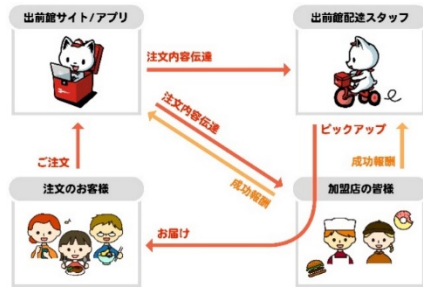 出前館サイト/アプリ
出前館配達スタッフ
注文内容伝達
ご注文
注文内容伝達
成功報酬
ピックアップ
成功報酬
注文のお客様
加盟店の皆様
お届け